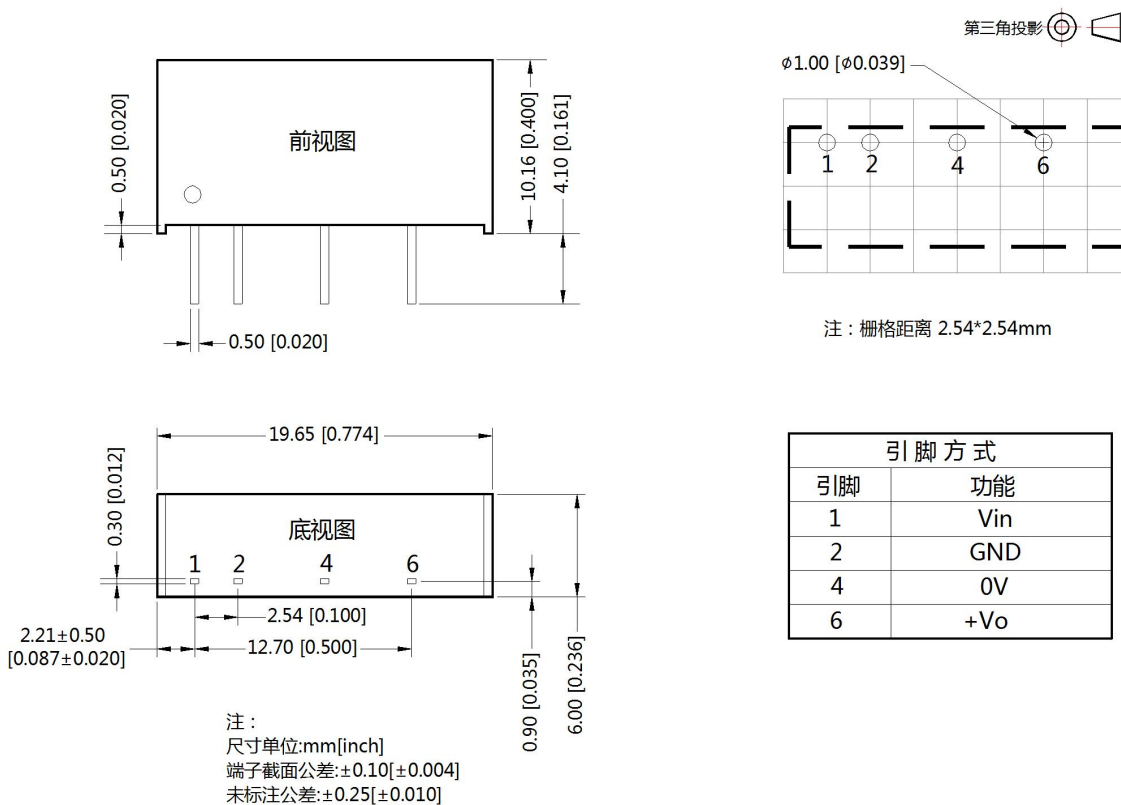 第三角投影
φ1.00 [φ0.039]
前视图
0.50 [0.020]
10.16 [0.400]
4.10 [0.161]
1 2 4 6
0.50 [0.020]
注：栅格距离 2.54*2.54mm
19.65 [0.774]
0.30 [0.012]
底视图
1 2 4 6
2.54 [0.100]
12.70 [0.500]
2.21±0.50
[0.087±0.020]
0.90 [0.035]
6.00 [0.236]
引脚方式
引脚 功能
1 Vin
2 GND
4 0V
6 +Vo
注：
尺寸单位:mm[inch]
端子截面公差:±0.10[±0.004]
未标注公差:±0.25[±0.010]